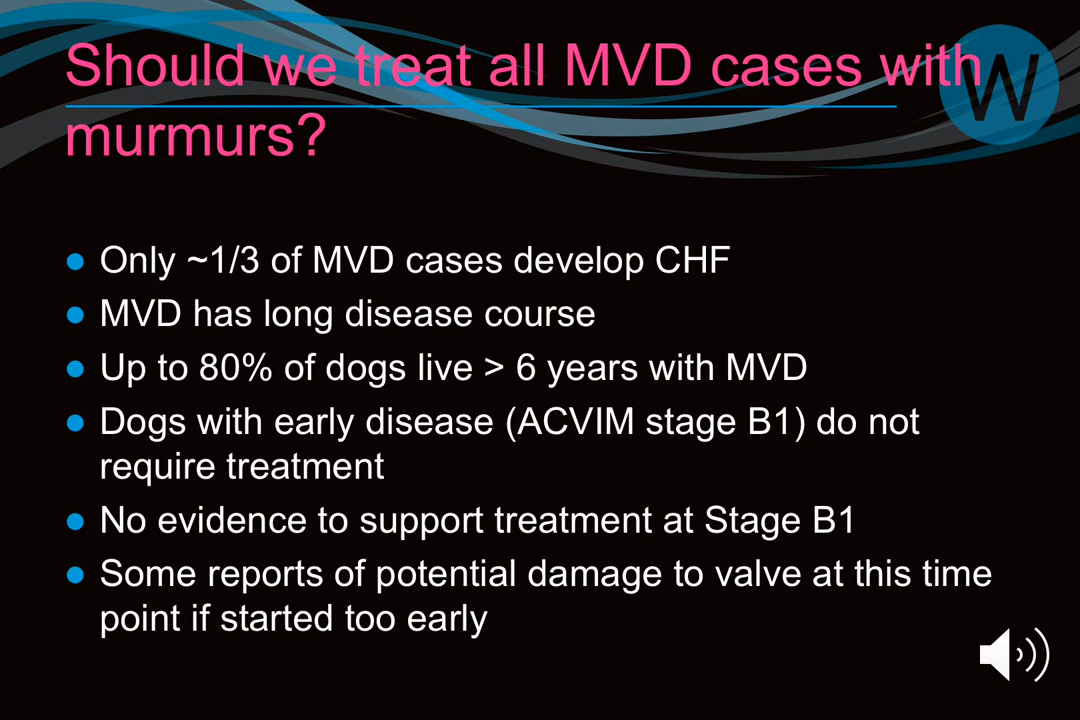 Should we treat all MVD cases with
murmurs?
W
● Only ~1/3 of MVD cases develop CHF
● MVD has long disease course
● Up to 80% of dogs live > 6 years with MVD
● Dogs with early disease (ACVIM stage B1) do not
require treatment
● No evidence to support treatment at Stage B1
● Some reports of potential damage to valve at this time
point if started too early